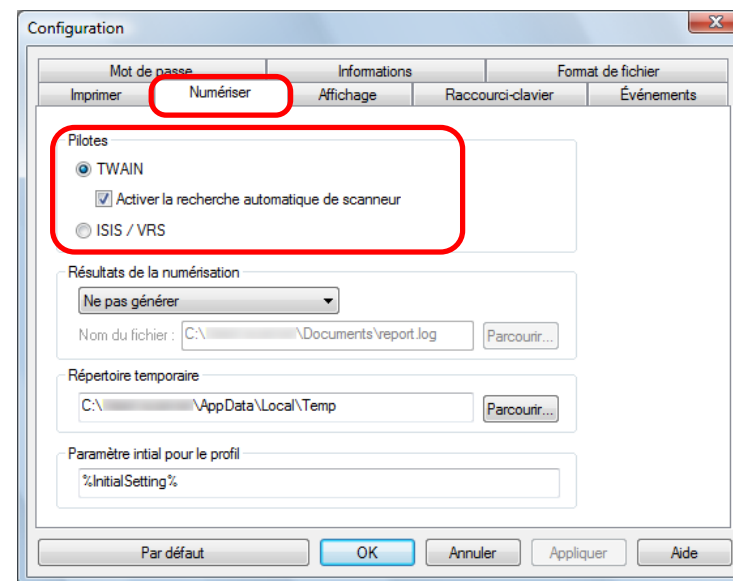 Configuration
Mot de passe Informations Format de fichier
Imprimer Numériser Affichage Raccourci-clavier Événements
Pilotes
TWAIN
Activer la recherche automatique de scanneur
ISIS / VRS
Résultats de la numérisation
Ne pas générer
Nom du fichier : C:\ \Documents\report.log Parcourir...
Répertoire temporaire
C:\ \AppData\Local\Temp Parcourir...
Paramètre intial pour le profil
%InitialSetting%
Par défaut OK Annuler Appliquer Aide